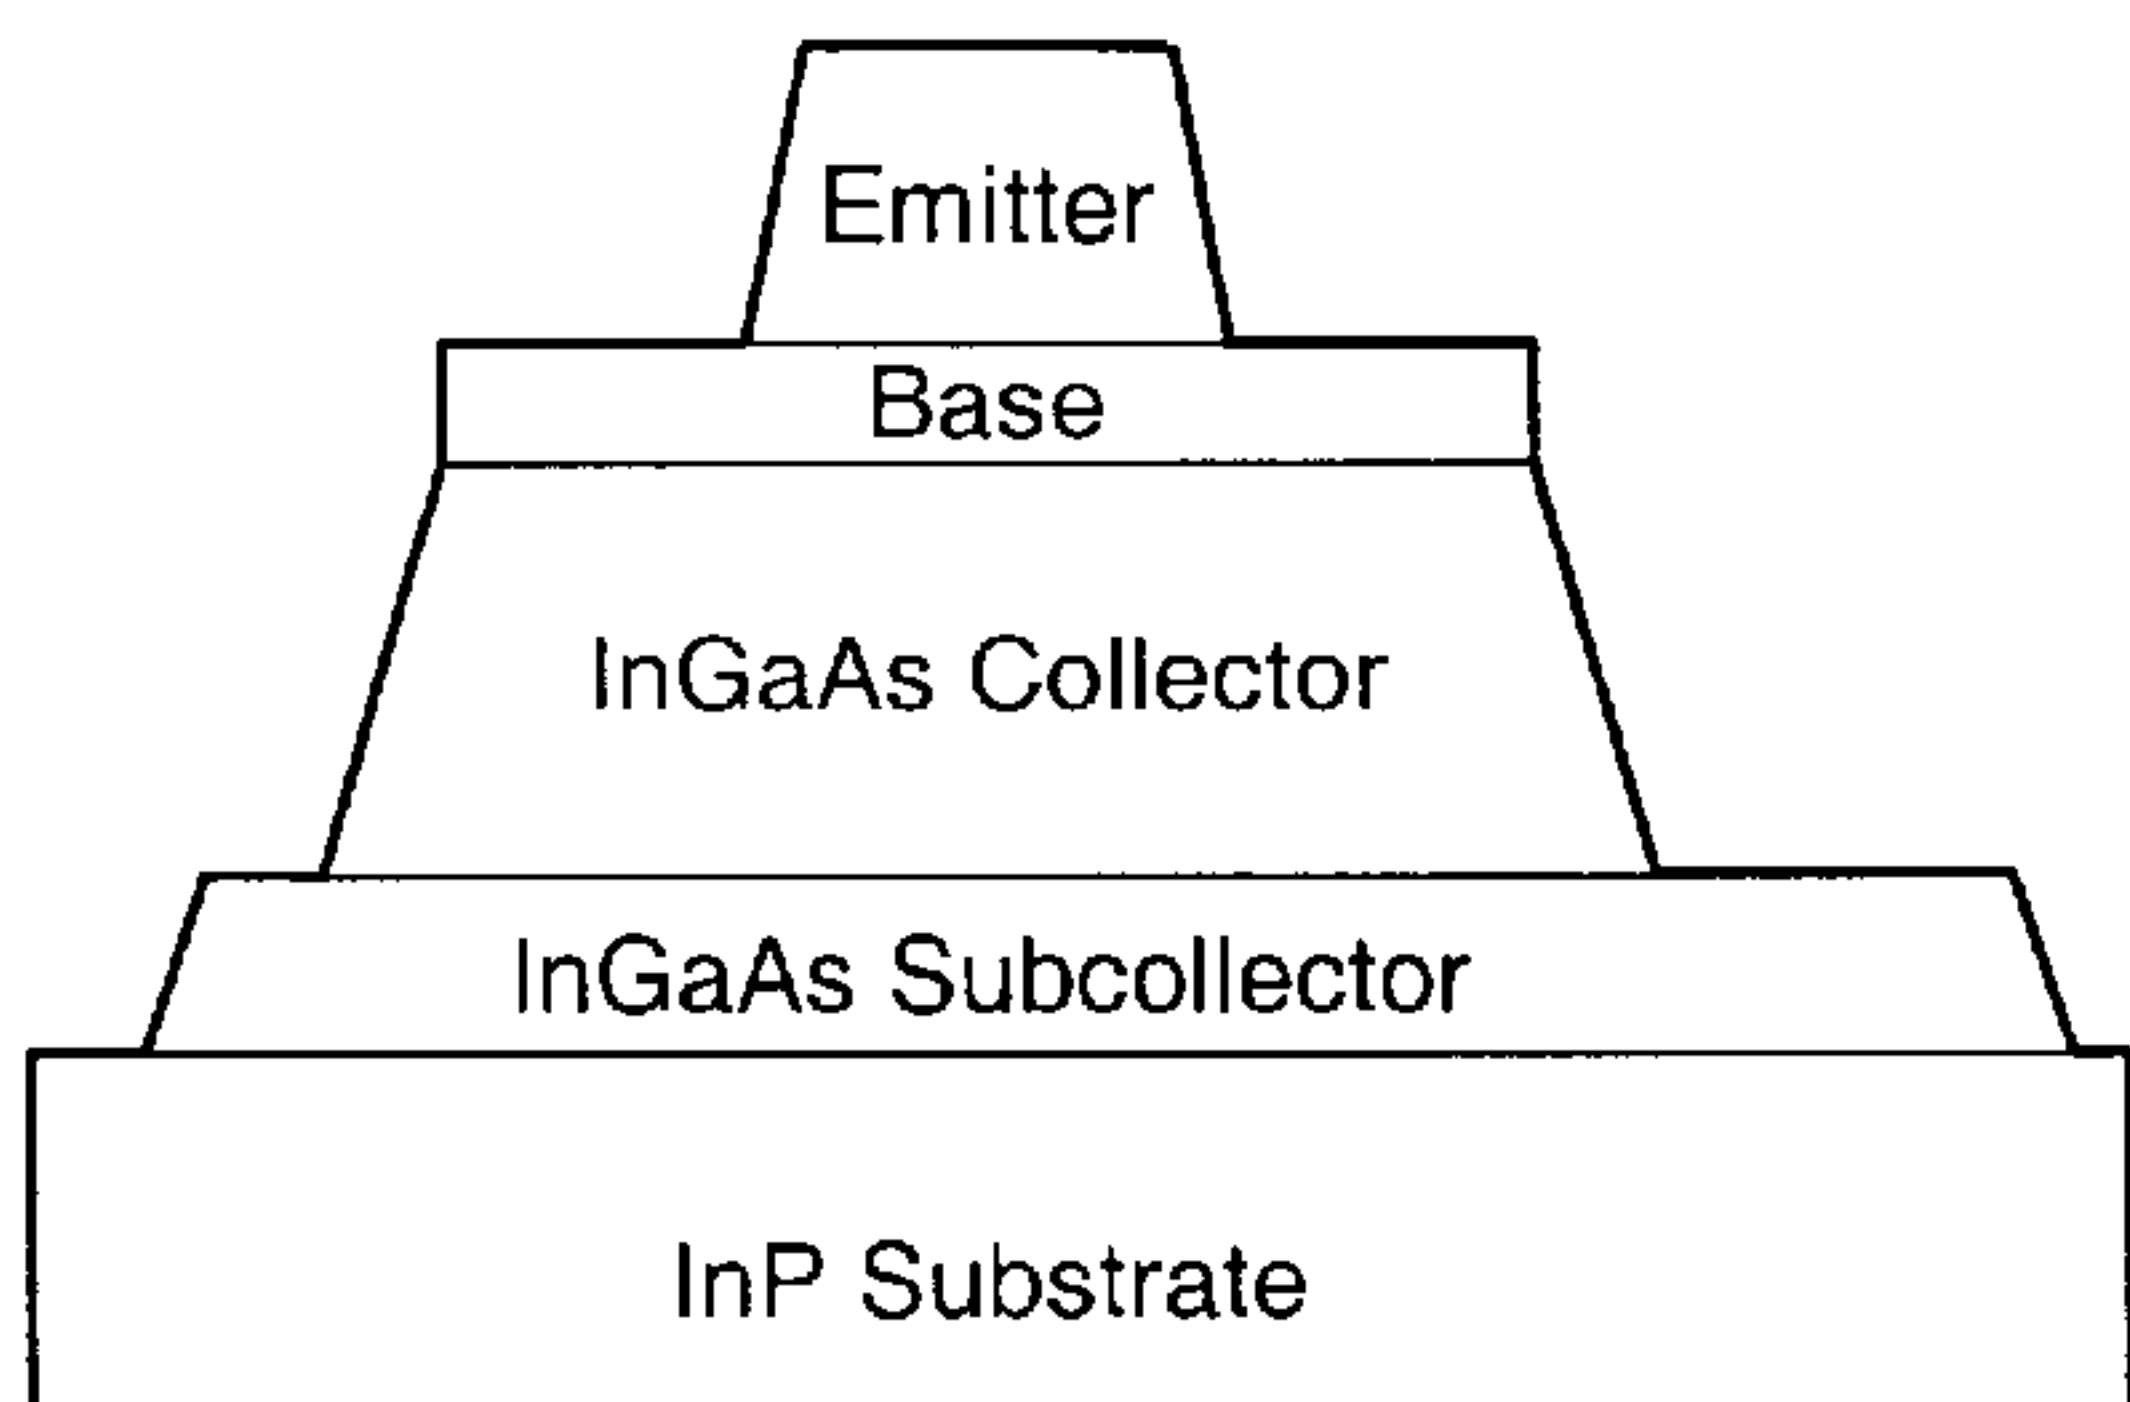 Emitter
Base
InGaAs Collector
InGaAs Subcollector
InP Substrate